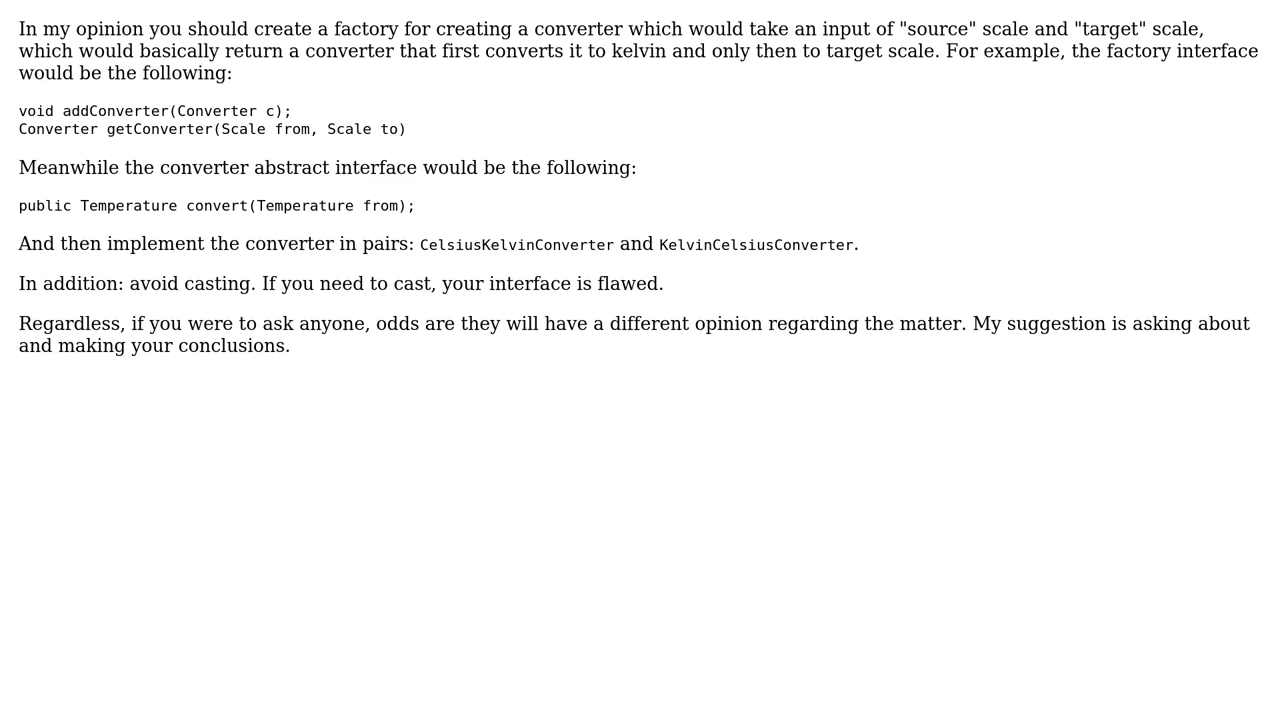 In my opinion you should create a factory for creating a converter which would take an input of "source" scale and "target" scale,
which would basically return a converter that first converts it to kelvin and only then to target scale. For example, the factory interface
would be the following:
void addConverter(Converter c);
Converter getConverter(Scale from, Scale to)
Meanwhile the converter abstract interface would be the following:
public Temperature convert(Temperature from);
And then implement the converter in pairs: CelsiusKelvinConverter and KelvinCelsiusConverter.
In addition: avoid casting. If you need to cast, your interface is flawed.
Regardless, if you were to ask anyone, odds are they will have a different opinion regarding the matter. My suggestion is asking about
and making your conclusions.